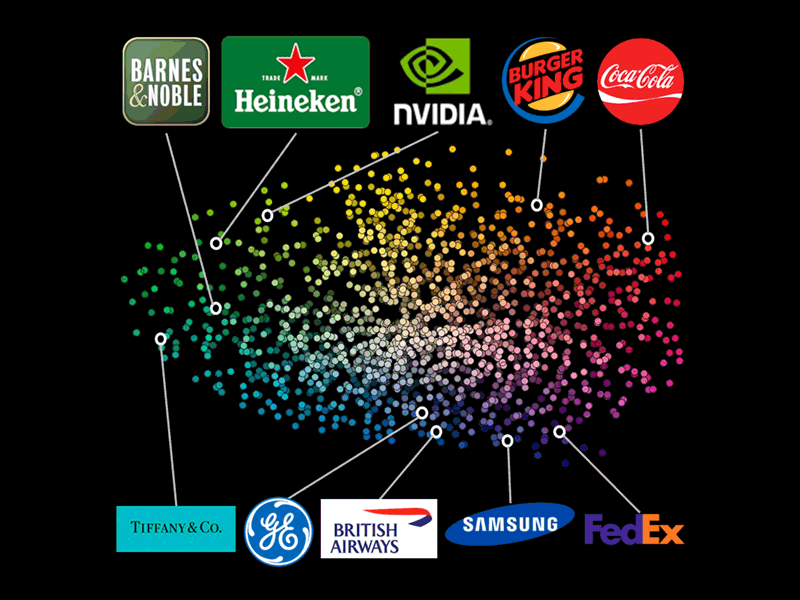 BARNES
&NOBLE
TRADE MARK
Heineken®
NVIDIA®
BURGER
KING
Coca-Cola
TIFFANY & CO.
GE
BRITISH
AIRWAYS
SAMSUNG
FedEx